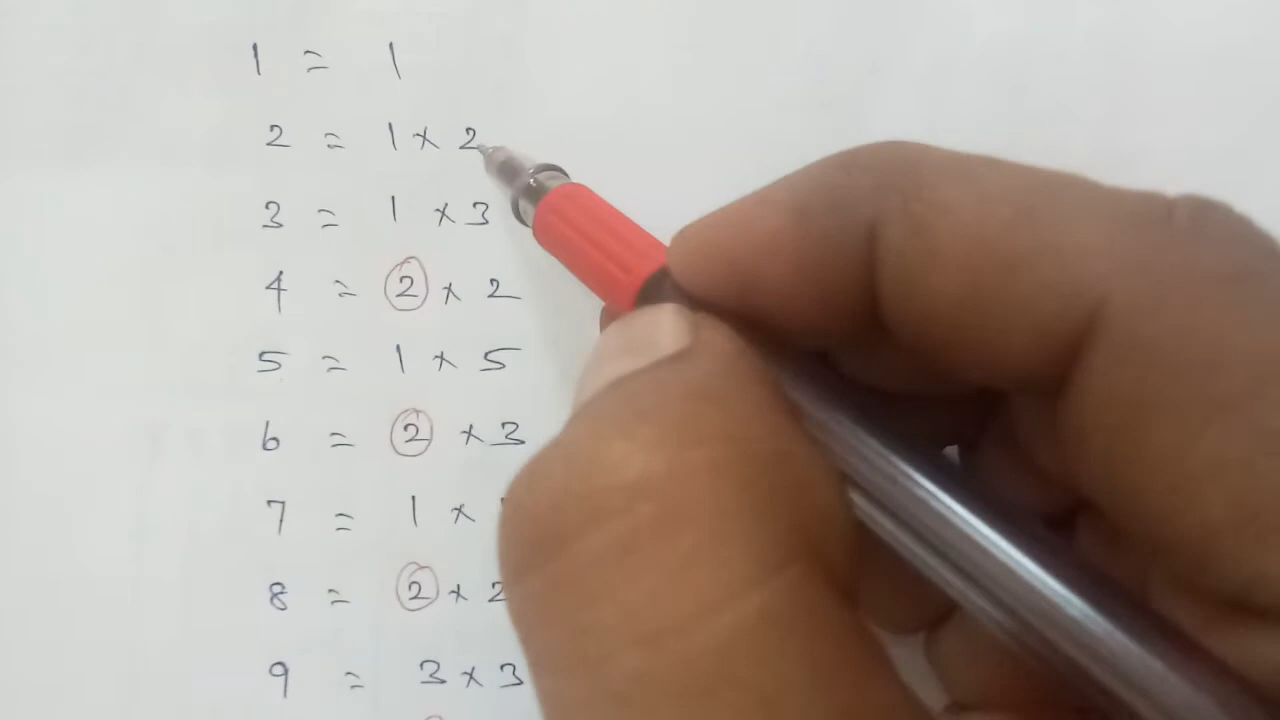 1 = 1
2 = 1 × 2
3 = 1 × 3
4 = 2 × 2
5 = 1 × 5
6 = 2 × 3
7 = 1 ×
8 = 2 × 2
9 = 3 × 3